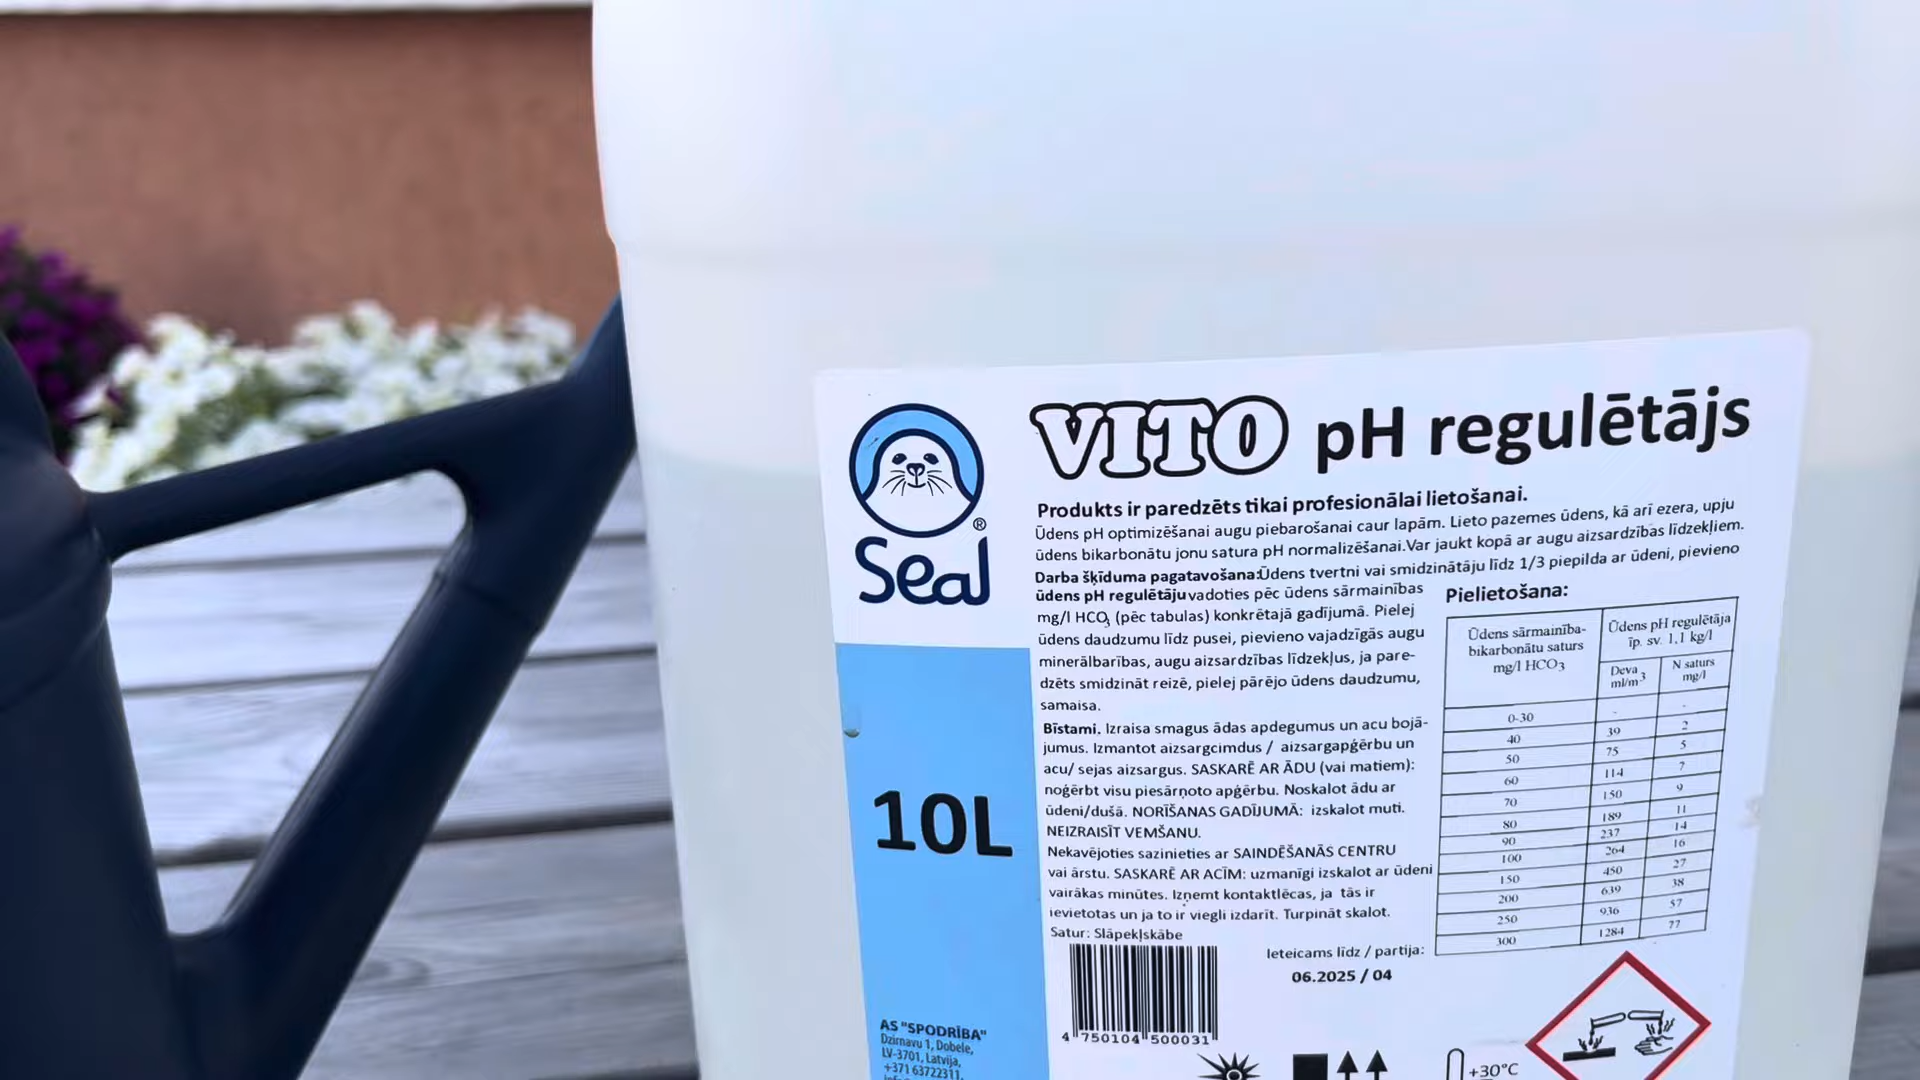 VITO pH regulētājs
Produkts ir paredzēts tikai profesionālai lietošanai.
Ūdens pH optimizēšanai augu piebarošanai caur lapām. Lieto pazemes ūdens, kā arī ezera, upju
ūdens bikarbonātu jonu satura pH normalizēšanai.Var jaukt kopā ar augu aizsardzības līdzekļiem.
Darba šķīduma pagatavošana:Ūdens tvertni vai smidzinātāju līdz 1/3 piepilda ar ūdeni, pievieno
ūdens pH regulētāju vadoties pēc ūdens sārmainības
mg/l HCO3 (pēc tabulas) konkrētajā gadījumā. Pielej
ūdens daudzumu līdz pusei, pievieno vajadzīgās augu
minerālbarības, augu aizsardzības līdzekļus, ja pare-
dzēts smidzināt reizē, pielej pārējo ūdens daudzumu,
samaisa.
Bīstami. Izraisa smagus ādas apdegumus un acu bojā-
jumus. Izmantot aizsargcimdus / aizsargapģērbu un
acu/ sejas aizsargus. SASKARĒ AR ĀDU (vai matiem):
noģērbt visu piesārņoto apģērbu. Noskalot ādu ar
ūdeni/dušā. NORĪŠANAS GADĪJUMĀ: izskalot muti.
NEIZRAISĪT VEMŠANU.
Nekavējoties sazinieties ar SAINDĒŠANĀS CENTRU
vai ārstu. SASKARĒ AR ACĪM: uzmanīgi izskalot ar ūdeni
vairākas minūtes. Izņemt kontaktlēcas, ja tās ir
ievietotas un ja to ir viegli izdarīt. Turpināt skalot.
Satur: Slāpekļskābe
Pielietošana:
Ūdens sārmainība-
bikarbonātu saturs
mg/l HCO3
Ūdens pH regulētāja
īp. sv. 1,1 kg/l
Deva
ml/m3
N saturs
mg/l
0-30 - -
40 39 2
50 75 5
60 114 7
70 150 9
80 189 11
90 237 14
100 264 16
150 450 27
200 639 38
250 936 57
300 1284 77
Ieteicams līdz / partija:
06.2025 / 04
4 750104 500031
+30°C
®
Seal
10L
AS "SPODRĪBA"
Dzirnavu 1, Dobele,
LV-3701, Latvija,
+371 63722311,